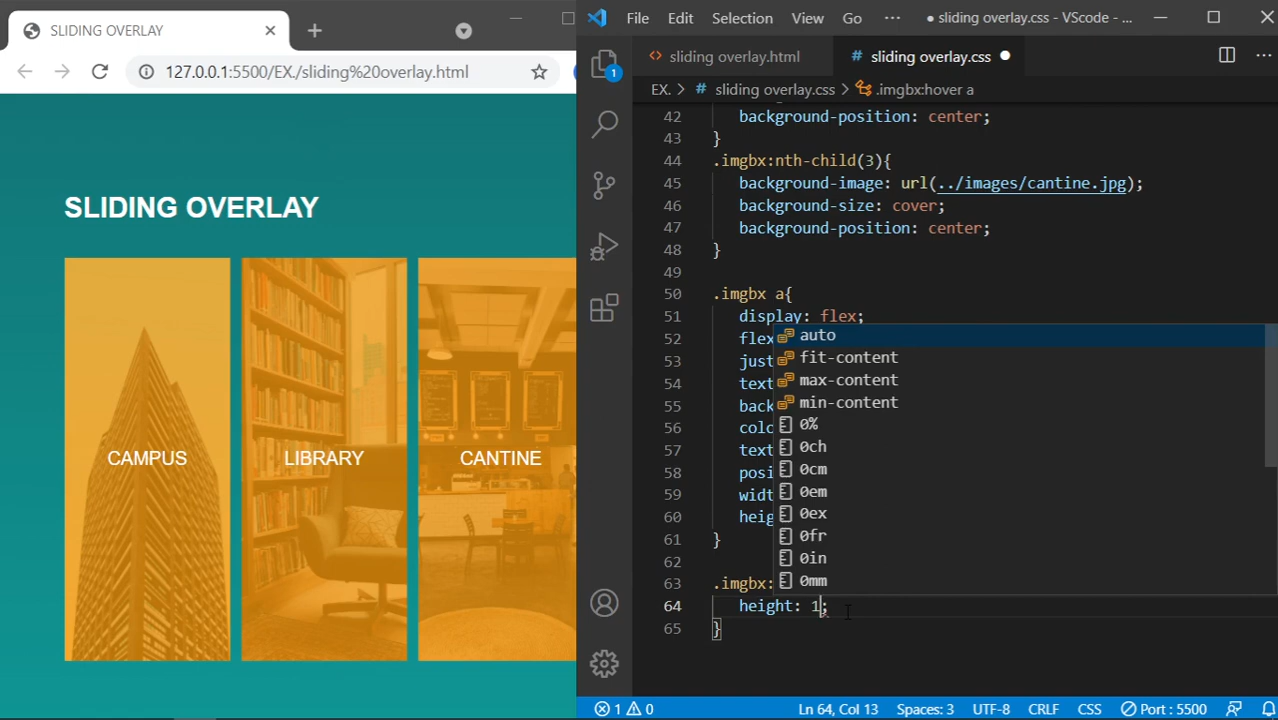 SLIDING OVERLAY
127.0.0.1:5500/EX./sliding%20overlay.html
SLIDING OVERLAY
CAMPUS
LIBRARY
CANTINE
File Edit Selection View Go ··· ● sliding overlay.css - VScode - ...
<> sliding overlay.html
# sliding overlay.css ●
EX. > # sliding overlay.css > .imgbx:hover a
1
42 background-position: center;
43 }
44 .imgbx:nth-child(3){
45 background-image: url(../images/cantine.jpg);
46 background-size: cover;
47 background-position: center;
48 }
49
50 .imgbx a{
51 display: flex;
52 flex
53 just
54 text
55 back
56 colo
57 text
58 posi
59 widt
60 heig
61 }
62
63 .imgbx:
64 height: 1;
65 }
auto
fit-content
max-content
min-content
0%
0ch
0cm
0em
0ex
0fr
0in
0mm
1 0 Ln 64, Col 13 Spaces: 3 UTF-8 CRLF CSS Port : 5500